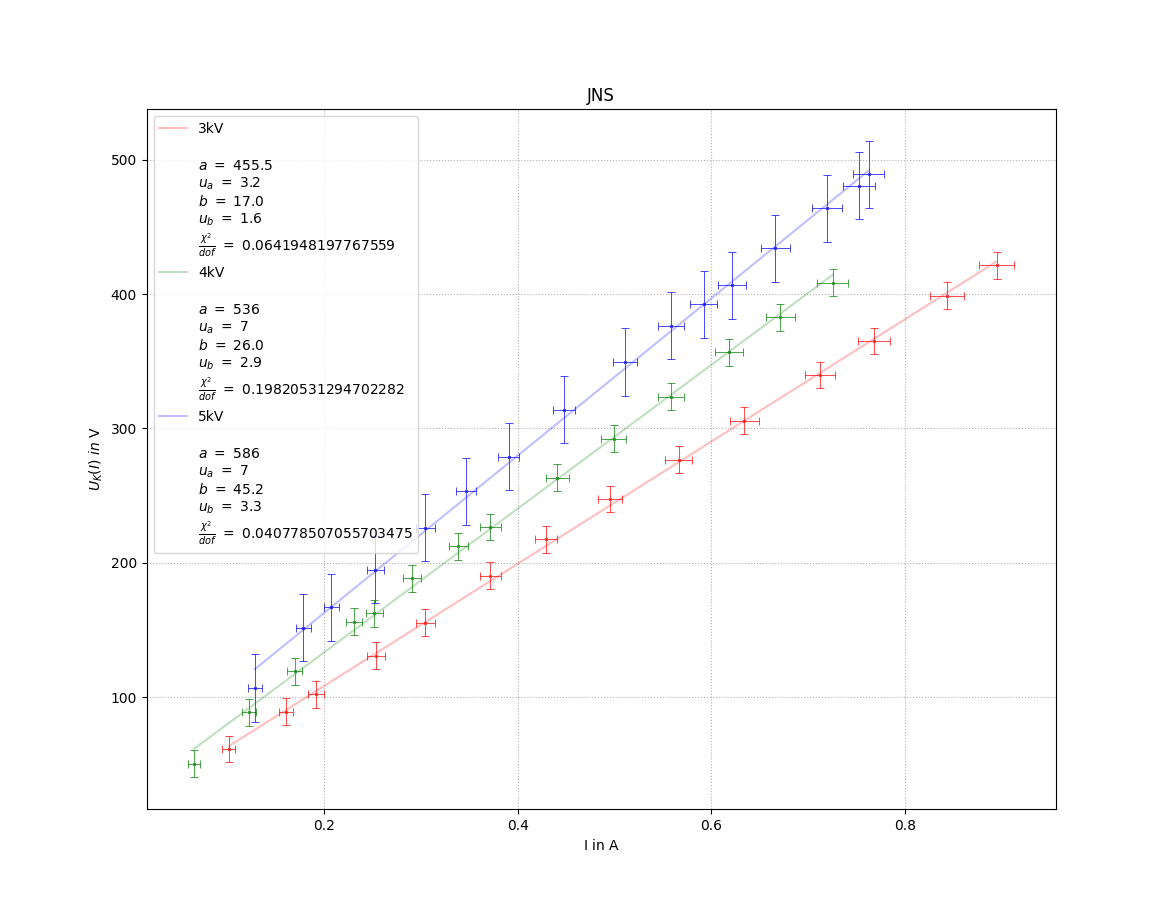 JNS
3kV
a = 455.5
u_a = 3.2
b = 17.0
u_b = 1.6
χ²/dof = 0.0641948197767559
4kV
a = 536
u_a = 7
b = 26.0
u_b = 2.9
χ²/dof = 0.19820531294702282
5kV
a = 586
u_a = 7
b = 45.2
u_b = 3.3
χ²/dof = 0.040778507055703475
500
400
300
200
100
U_K(I) in V
0.2 0.4 0.6 0.8
I in A